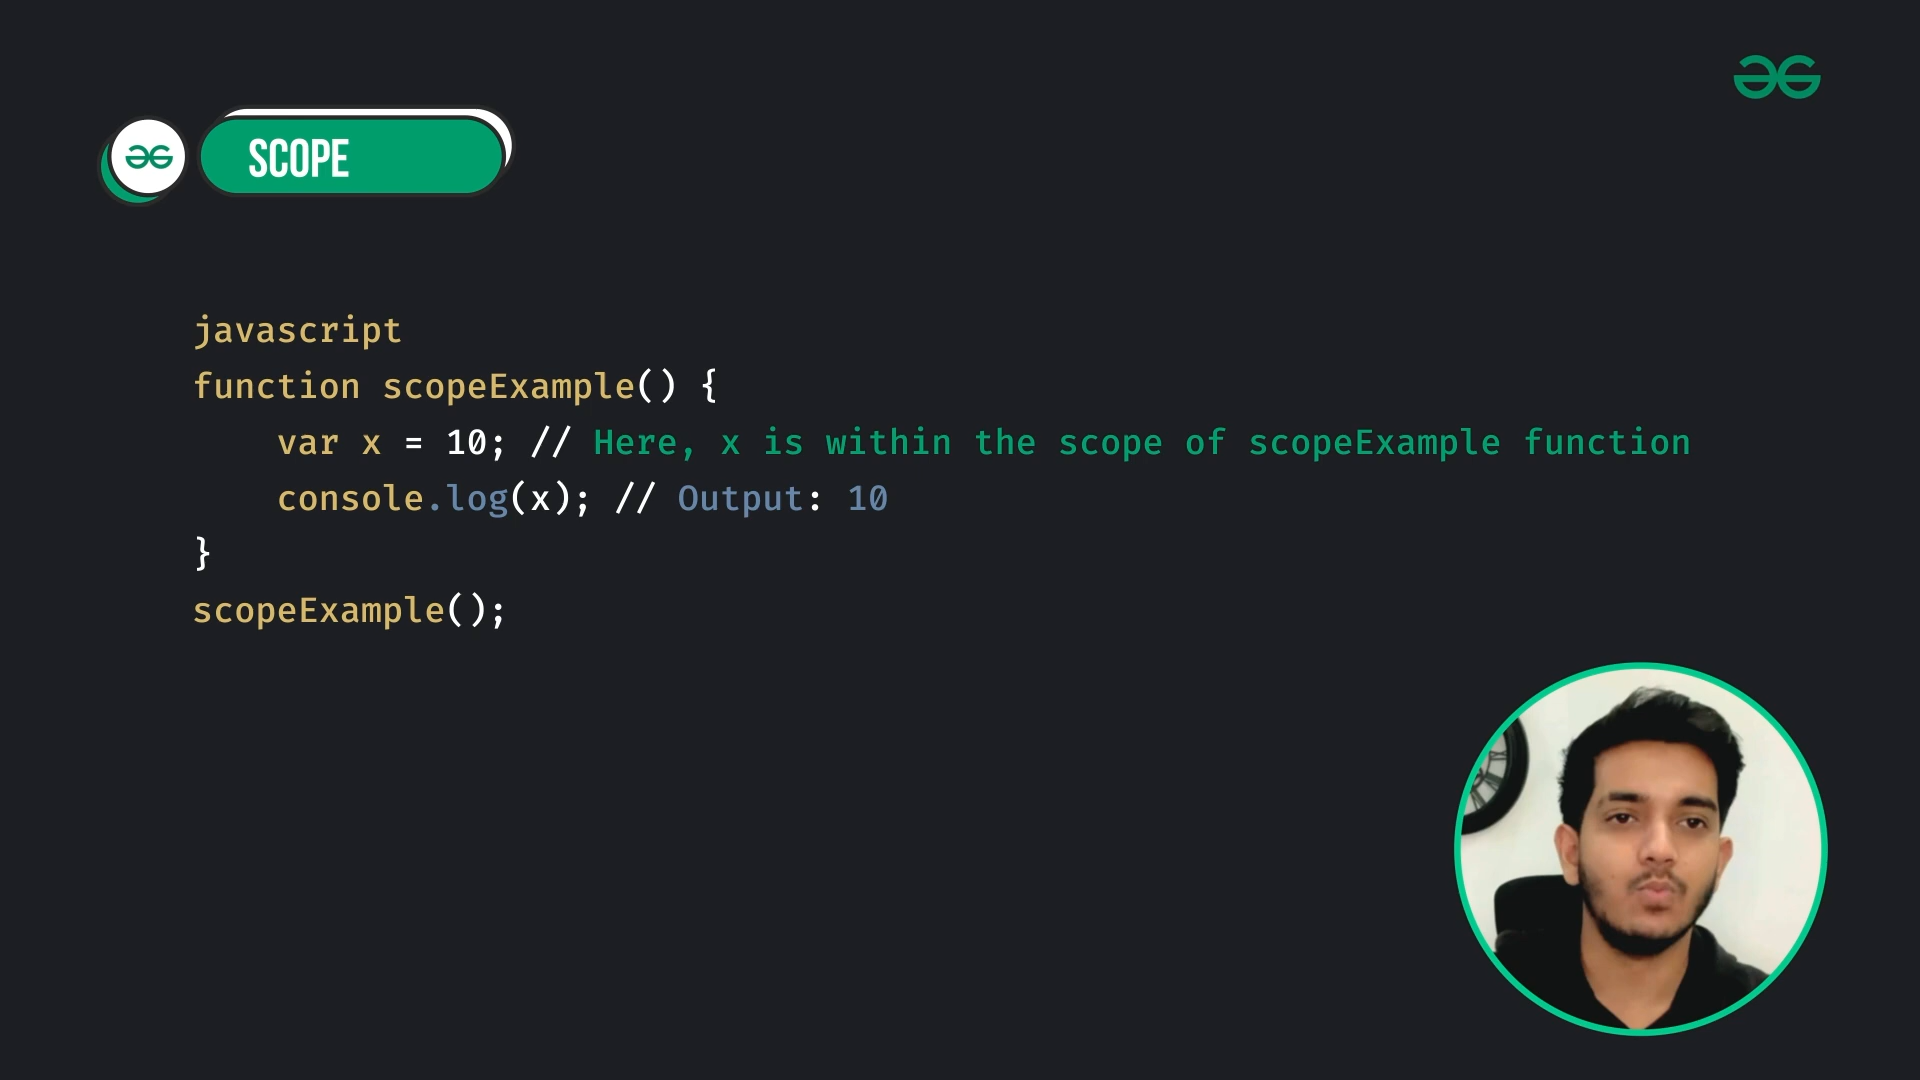 SCOPE
javascript
function scopeExample() {
    var x = 10; // Here, x is within the scope of scopeExample function
    console.log(x); // Output: 10
}
scopeExample();